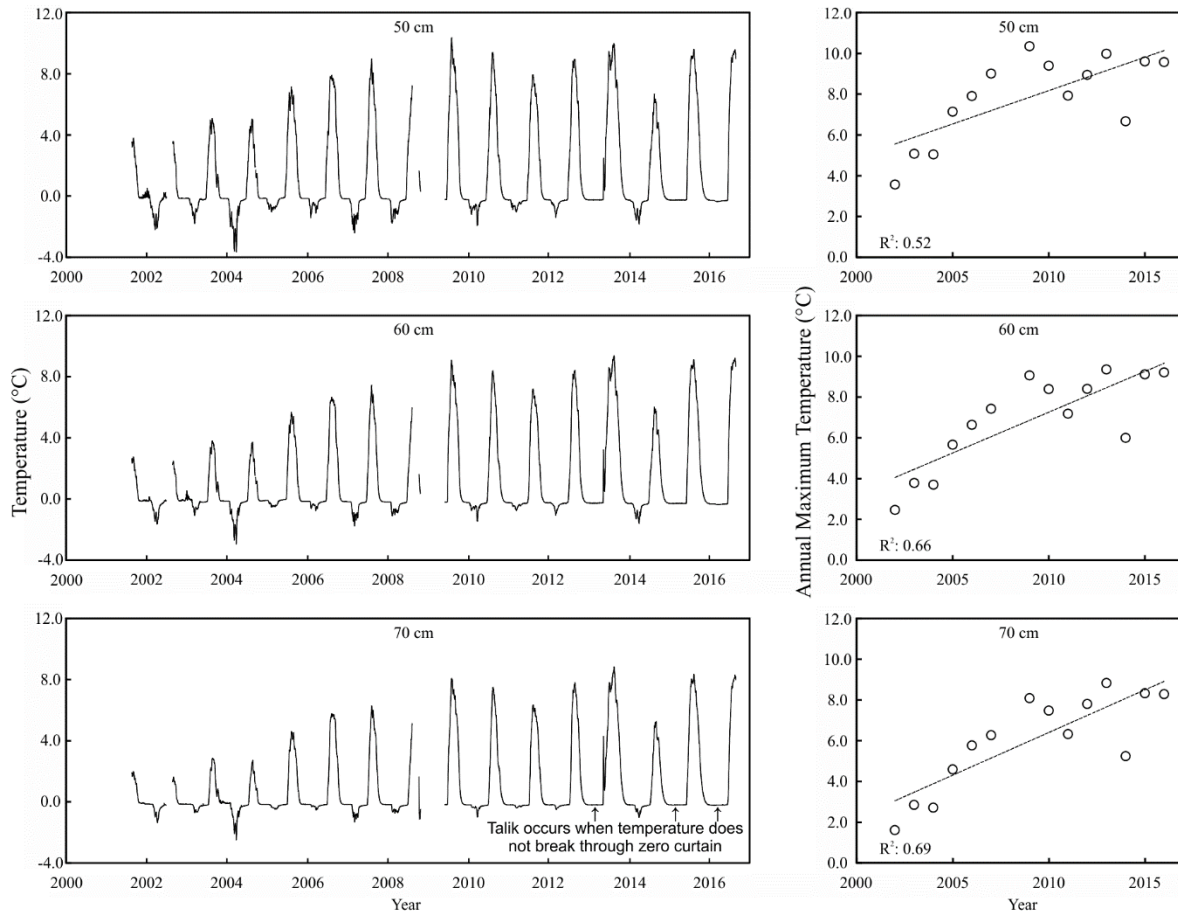 50 cm
12.0
8.0
4.0
0.0
-4.0
2000 2002 2004 2006 2008 2010 2012 2014 2016
50 cm
12.0
10.0
8.0
6.0
4.0
2.0
0.0
R2: 0.52
2000 2005 2010 2015
60 cm
12.0
8.0
4.0
0.0
-4.0
2000 2002 2004 2006 2008 2010 2012 2014 2016
Temperature (°C)
60 cm
12.0
10.0
8.0
6.0
4.0
2.0
0.0
R2: 0.66
2000 2005 2010 2015
Annual Maximum Temperature (°C)
70 cm
12.0
8.0
4.0
0.0
-4.0
Talik occurs when temperature does
not break through zero curtain
2000 2002 2004 2006 2008 2010 2012 2014 2016
Year
70 cm
12.0
10.0
8.0
6.0
4.0
2.0
0.0
R2: 0.69
2000 2005 2010 2015
Year